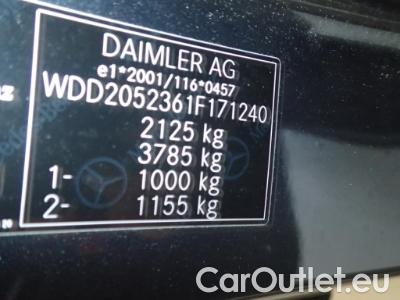 DAIMLER AG
e1*2001/116*0457
WDD2052361F171240
2125 kg
3785 kg
1- 1000 kg
2- 1155 kg
CarOutlet.eu